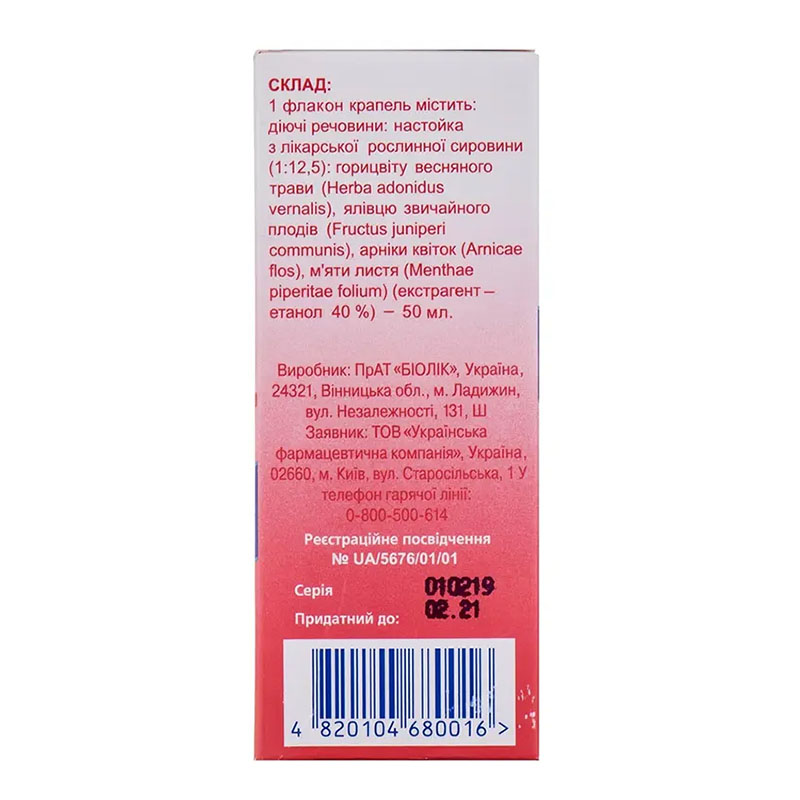 СКЛАД:
1 флакон крапель містить:
діючі речовини: настойка
з лікарської рослинної сировини
(1:12,5): горицвіту весняного
трави (Herba adonidus
vernalis), ялівцю звичайного
плодів (Fructus juniperi
communis), арніки квіток (Arnicae
flos), м'яти листя (Menthae
piperitae folium) (екстрагент –
етанол 40 %) – 50 мл.
Виробник: ПрАТ «БІОЛІК», Україна,
24321, Вінницька обл., м. Ладижин,
вул. Незалежності, 131, Ш
Заявник: ТОВ «Українська
фармацевтична компанія», Україна,
02660, м. Київ, вул. Старосільська, 1 У
телефон гарячої лінії:
0-800-500-614
Реєстраційне посвідчення
№ UA/5676/01/01
Серія 010219
Придатний до: 02.21
4 820104 680016 >